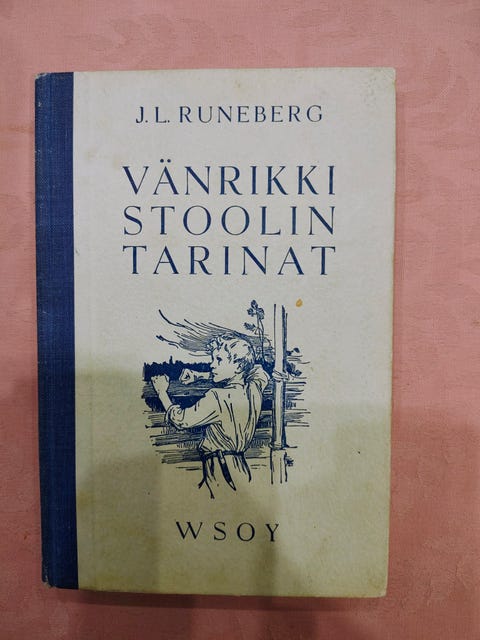 J. L. RUNEBERG
VÄNRIKKI
STOOLIN
TARINAT
WSOY